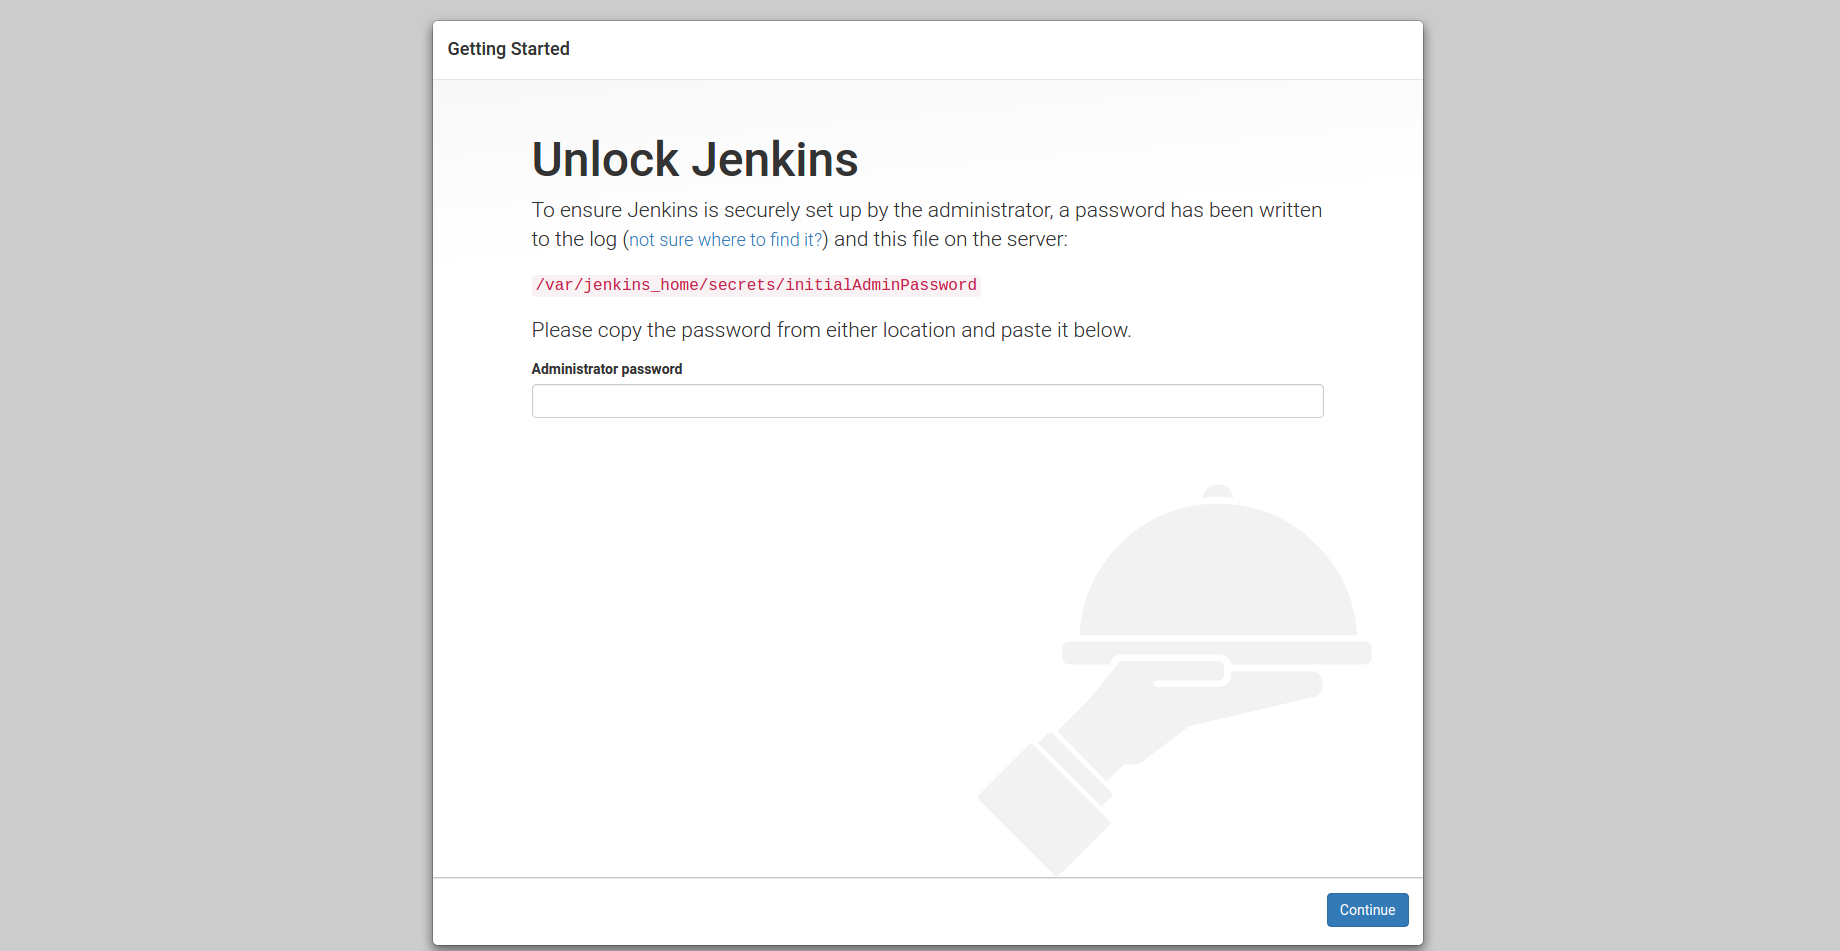 Getting Started
Unlock Jenkins
To ensure Jenkins is securely set up by the administrator, a password has been written
to the log (not sure where to find it?) and this file on the server:
/var/jenkins_home/secrets/initialAdminPassword
Please copy the password from either location and paste it below.
Administrator password
Continue